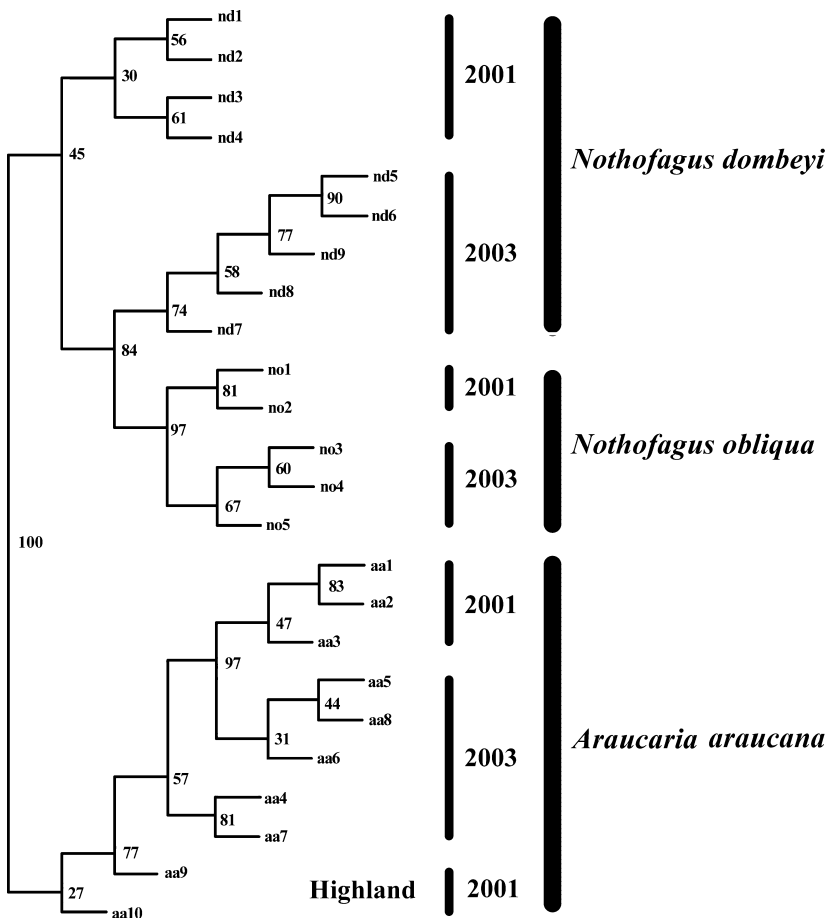 nd1
56
nd2
2001
30
nd3
61
nd4
45
Nothofagus dombeyi
nd5
90
nd6
77
nd9
2003
58
nd8
74
nd7
84
no1
81
2001
no2
97
Nothofagus obliqua
no3
60
no4
2003
67
no5
100
aa1
83
aa2
2001
47
aa3
97
aa5
44
aa8
31
Araucaria araucana
aa6
2003
57
aa4
81
aa7
77
aa9
27
Highland 2001
aa10